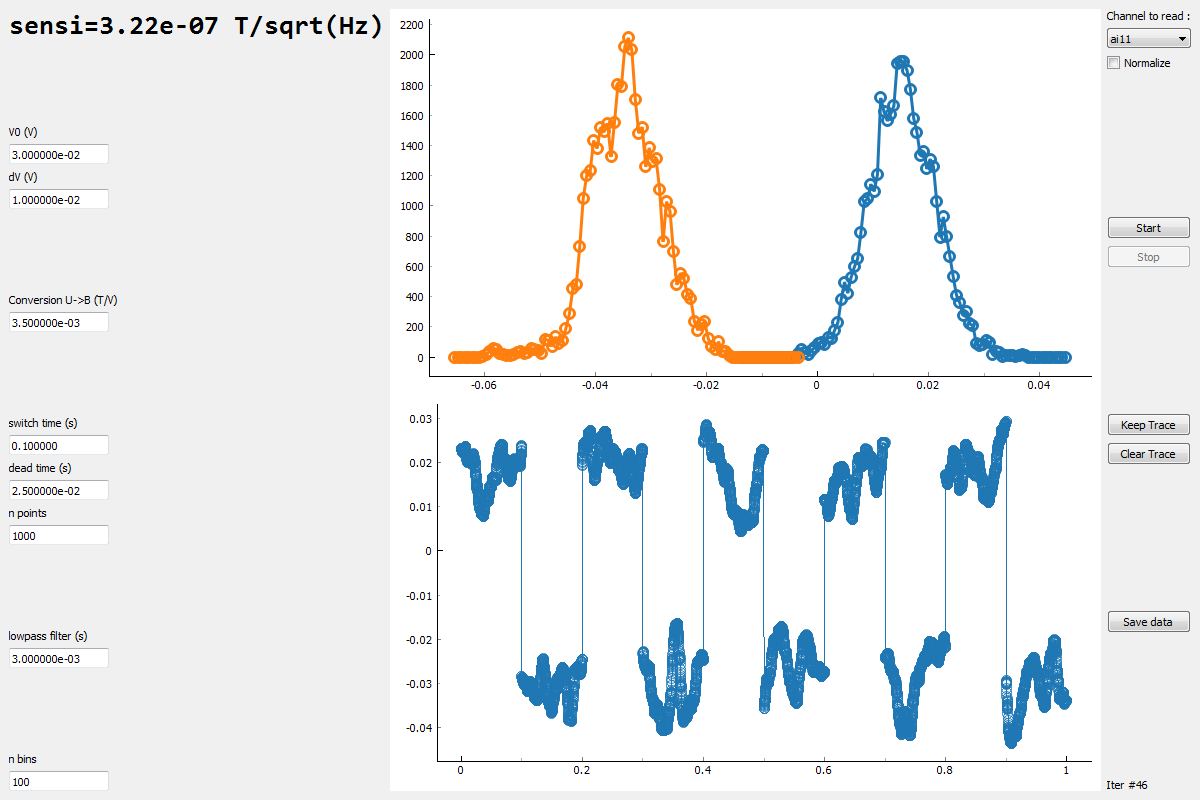 sensi=3.22e-07 T/sqrt(Hz)
V0 (V)
3.000000e-02
dV (V)
1.000000e-02
Conversion U->B (T/V)
3.500000e-03
switch time (s)
0.100000
dead time (s)
2.500000e-02
n points
1000
lowpass filter (s)
3.000000e-03
n bins
100
2200
2000
1800
1600
1400
1200
1000
800
600
400
200
0
-0.06
-0.04
-0.02
0
0.02
0.04
0.03
0.02
0.01
0
-0.01
-0.02
-0.03
-0.04
0
0.2
0.4
0.6
0.8
1
Channel to read :
ai11
Normalize
Start
Stop
Keep Trace
Clear Trace
Save data
Iter #46